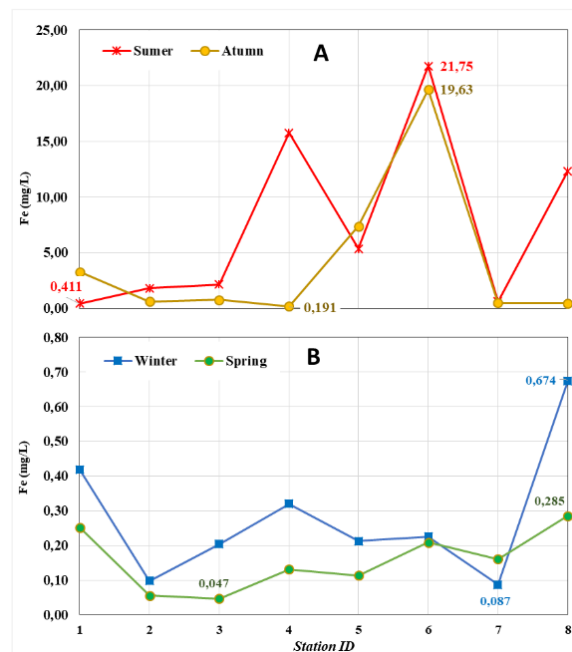 25,00
Sumer
Atumn
A
21,75
20,00
19,63
15,00
Fe (mg/L)
10,00
5,00
0,411
0,191
0,00
0,80
Winter
Spring
B
0,70
0,674
0,60
0,50
Fe (mg/L)
0,40
0,30
0,285
0,20
0,047
0,10
0,087
0,00
1 2 3 4 5 6 7 8
Station ID